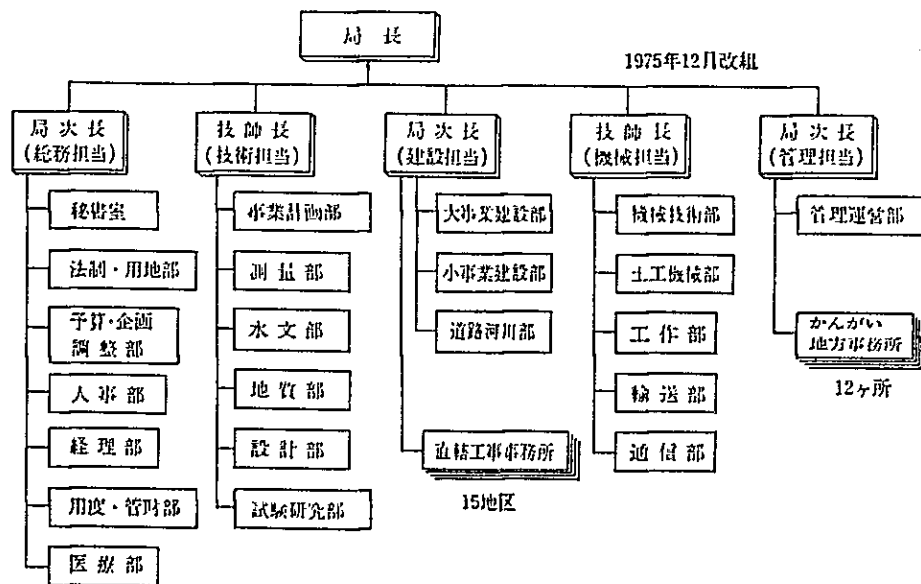 局長
1975年12月改組
局次長
(総務担当)
秘書室
法制・用地部
予算・企画
調整部
人事部
経理部
用度・管財部
医療部
技師長
(技術担当)
事業計画部
測量部
水文部
地質部
設計部
試験研究部
局次長
(建設担当)
大事業建設部
小事業建設部
道路河川部
直轄工事事務所
15地区
技師長
(機械担当)
機械技術部
土工機械部
工作部
輸送部
通信部
局次長
(管理担当)
管理運営部
かんがい
地方事務所
12ヶ所